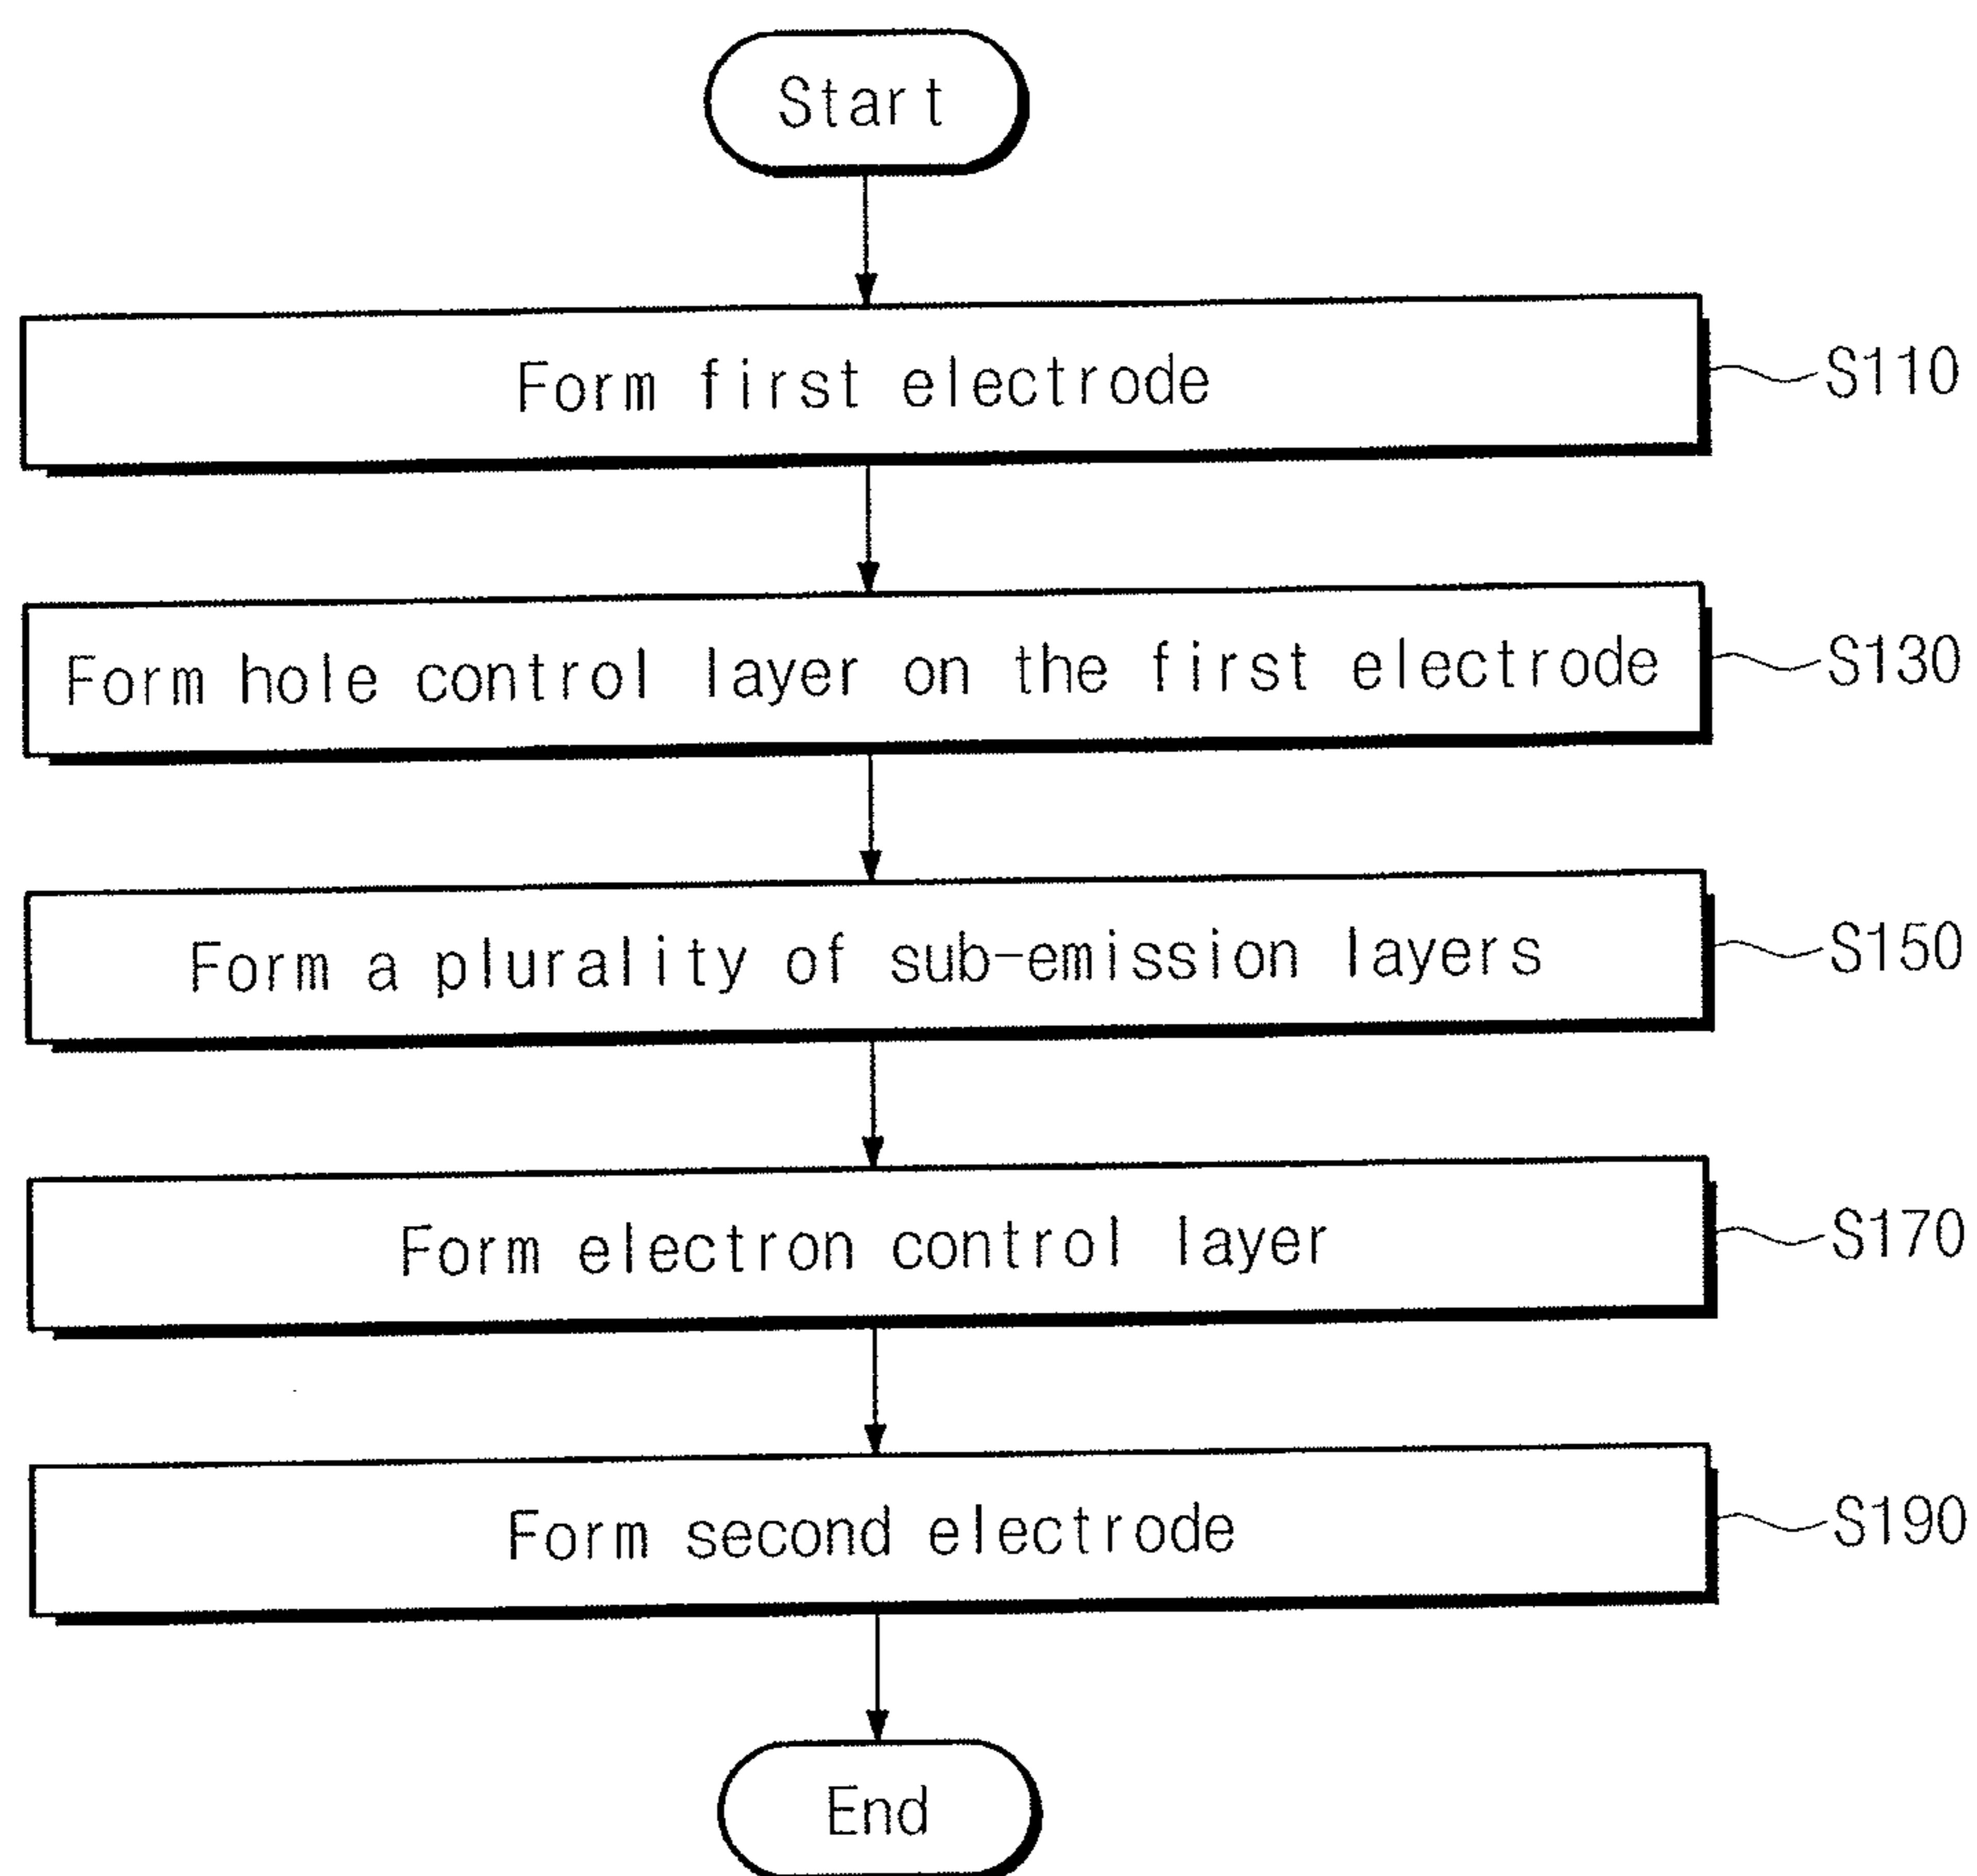 Start
Form first electrode
S110
Form hole control layer on the first electrode
S130
Form a plurality of sub-emission layers
S150
Form electron control layer
S170
Form second electrode
S190
End